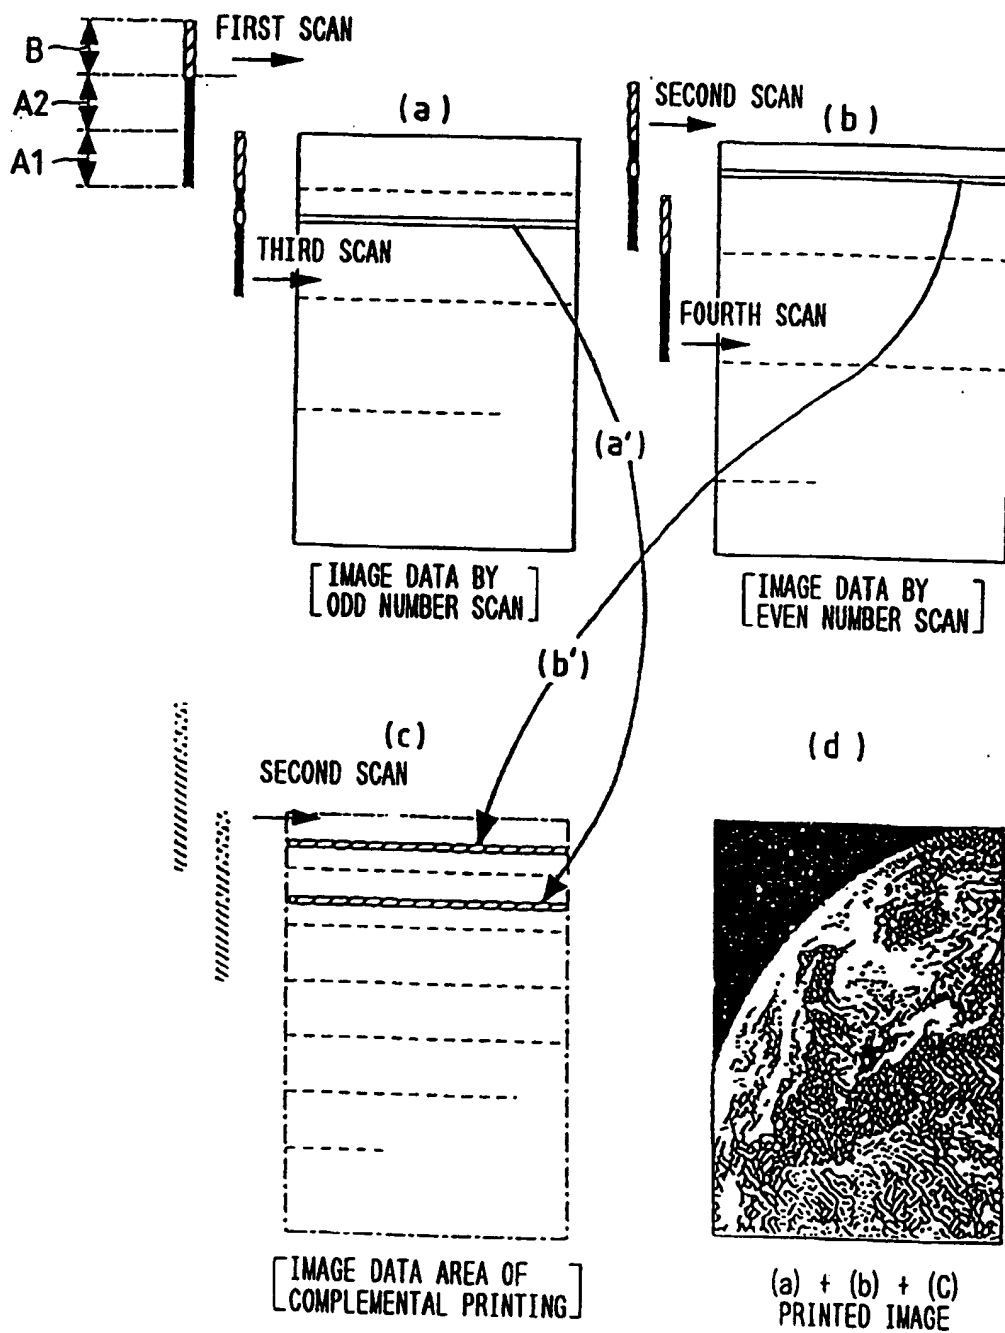 B
FIRST SCAN
A2
A1
(a)
SECOND SCAN
(b)
THIRD SCAN
FOURTH SCAN
(a')
[IMAGE DATA BY
ODD NUMBER SCAN]
[IMAGE DATA BY
EVEN NUMBER SCAN]
(b')
(c)
(d)
SECOND SCAN
[IMAGE DATA AREA OF
COMPLEMENTAL PRINTING]
(a) + (b) + (C)
PRINTED IMAGE